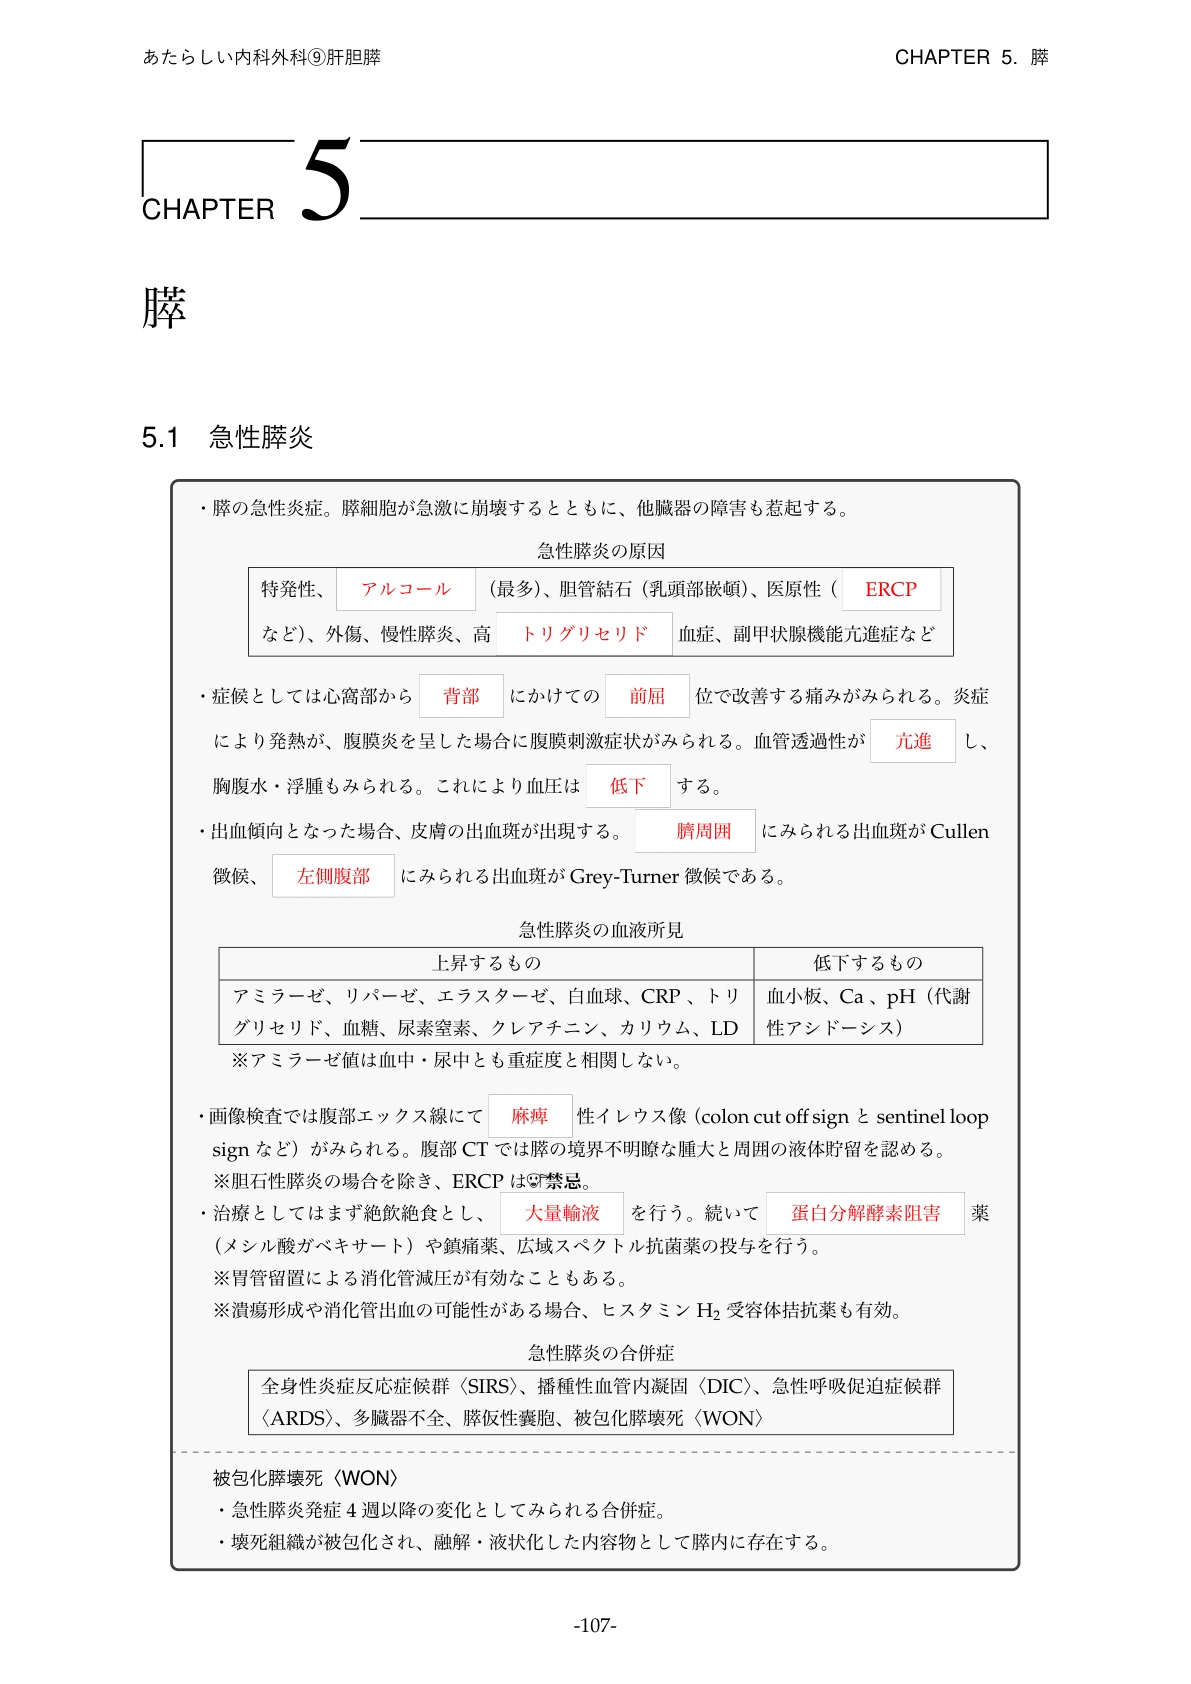 あたらしい内科外科⑨肝胆膵
CHAPTER 5. 膵
CHAPTER 5
膵
5.1 急性膵炎
・膵の急性炎症。膵細胞が急激に崩壊するとともに、他臓器の障害も惹起する。
急性膵炎の原因
特発性、 アルコール （最多）、胆管結石（乳頭部嵌頓）、医原性（ ERCP
など）、外傷、慢性膵炎、高 トリグリセリド 血症、副甲状腺機能亢進症など
・症候としては心窩部から 背部 にかけての 前屈 位で改善する痛みがみられる。炎症
により発熱が、腹膜炎を呈した場合に腹膜刺激症状がみられる。血管透過性が 亢進 し、
胸腹水・浮腫もみられる。これにより血圧は 低下 する。
・出血傾向となった場合、皮膚の出血斑が出現する。 臍周囲 にみられる出血斑が Cullen
徴候、 左側腹部 にみられる出血斑が Grey-Turner 徴候である。
急性膵炎の血液所見
上昇するもの 低下するもの
アミラーゼ、リパーゼ、エラスターゼ、白血球、CRP 、トリ 血小板、Ca 、pH（代謝
グリセリド、血糖、尿素窒素、クレアチニン、カリウム、LD 性アシドーシス）
※アミラーゼ値は血中・尿中とも重症度と相関しない。
・画像検査では腹部エックス線にて 麻痺 性イレウス像（colon cut off sign と sentinel loop
sign など）がみられる。腹部 CT では膵の境界不明瞭な腫大と周囲の液体貯留を認める。
※胆石性膵炎の場合を除き、ERCP は禁忌。
・治療としてはまず絶飲絶食とし、 大量輸液 を行う。続いて 蛋白分解酵素阻害 薬
（メシル酸ガベキサート）や鎮痛薬、広域スペクトル抗菌薬の投与を行う。
※胃管留置による消化管減圧が有効なこともある。
※潰瘍形成や消化管出血の可能性がある場合、ヒスタミン H₂ 受容体拮抗薬も有効。
急性膵炎の合併症
全身性炎症反応症候群〈SIRS〉、播種性血管内凝固〈DIC〉、急性呼吸促迫症候群
〈ARDS〉、多臓器不全、膵仮性嚢胞、被包化膵壊死〈WON〉
被包化膵壊死〈WON〉
・急性膵炎発症 4 週以降の変化としてみられる合併症。
・壊死組織が被包化され、融解・液状化した内容物として膵内に存在する。
-107-